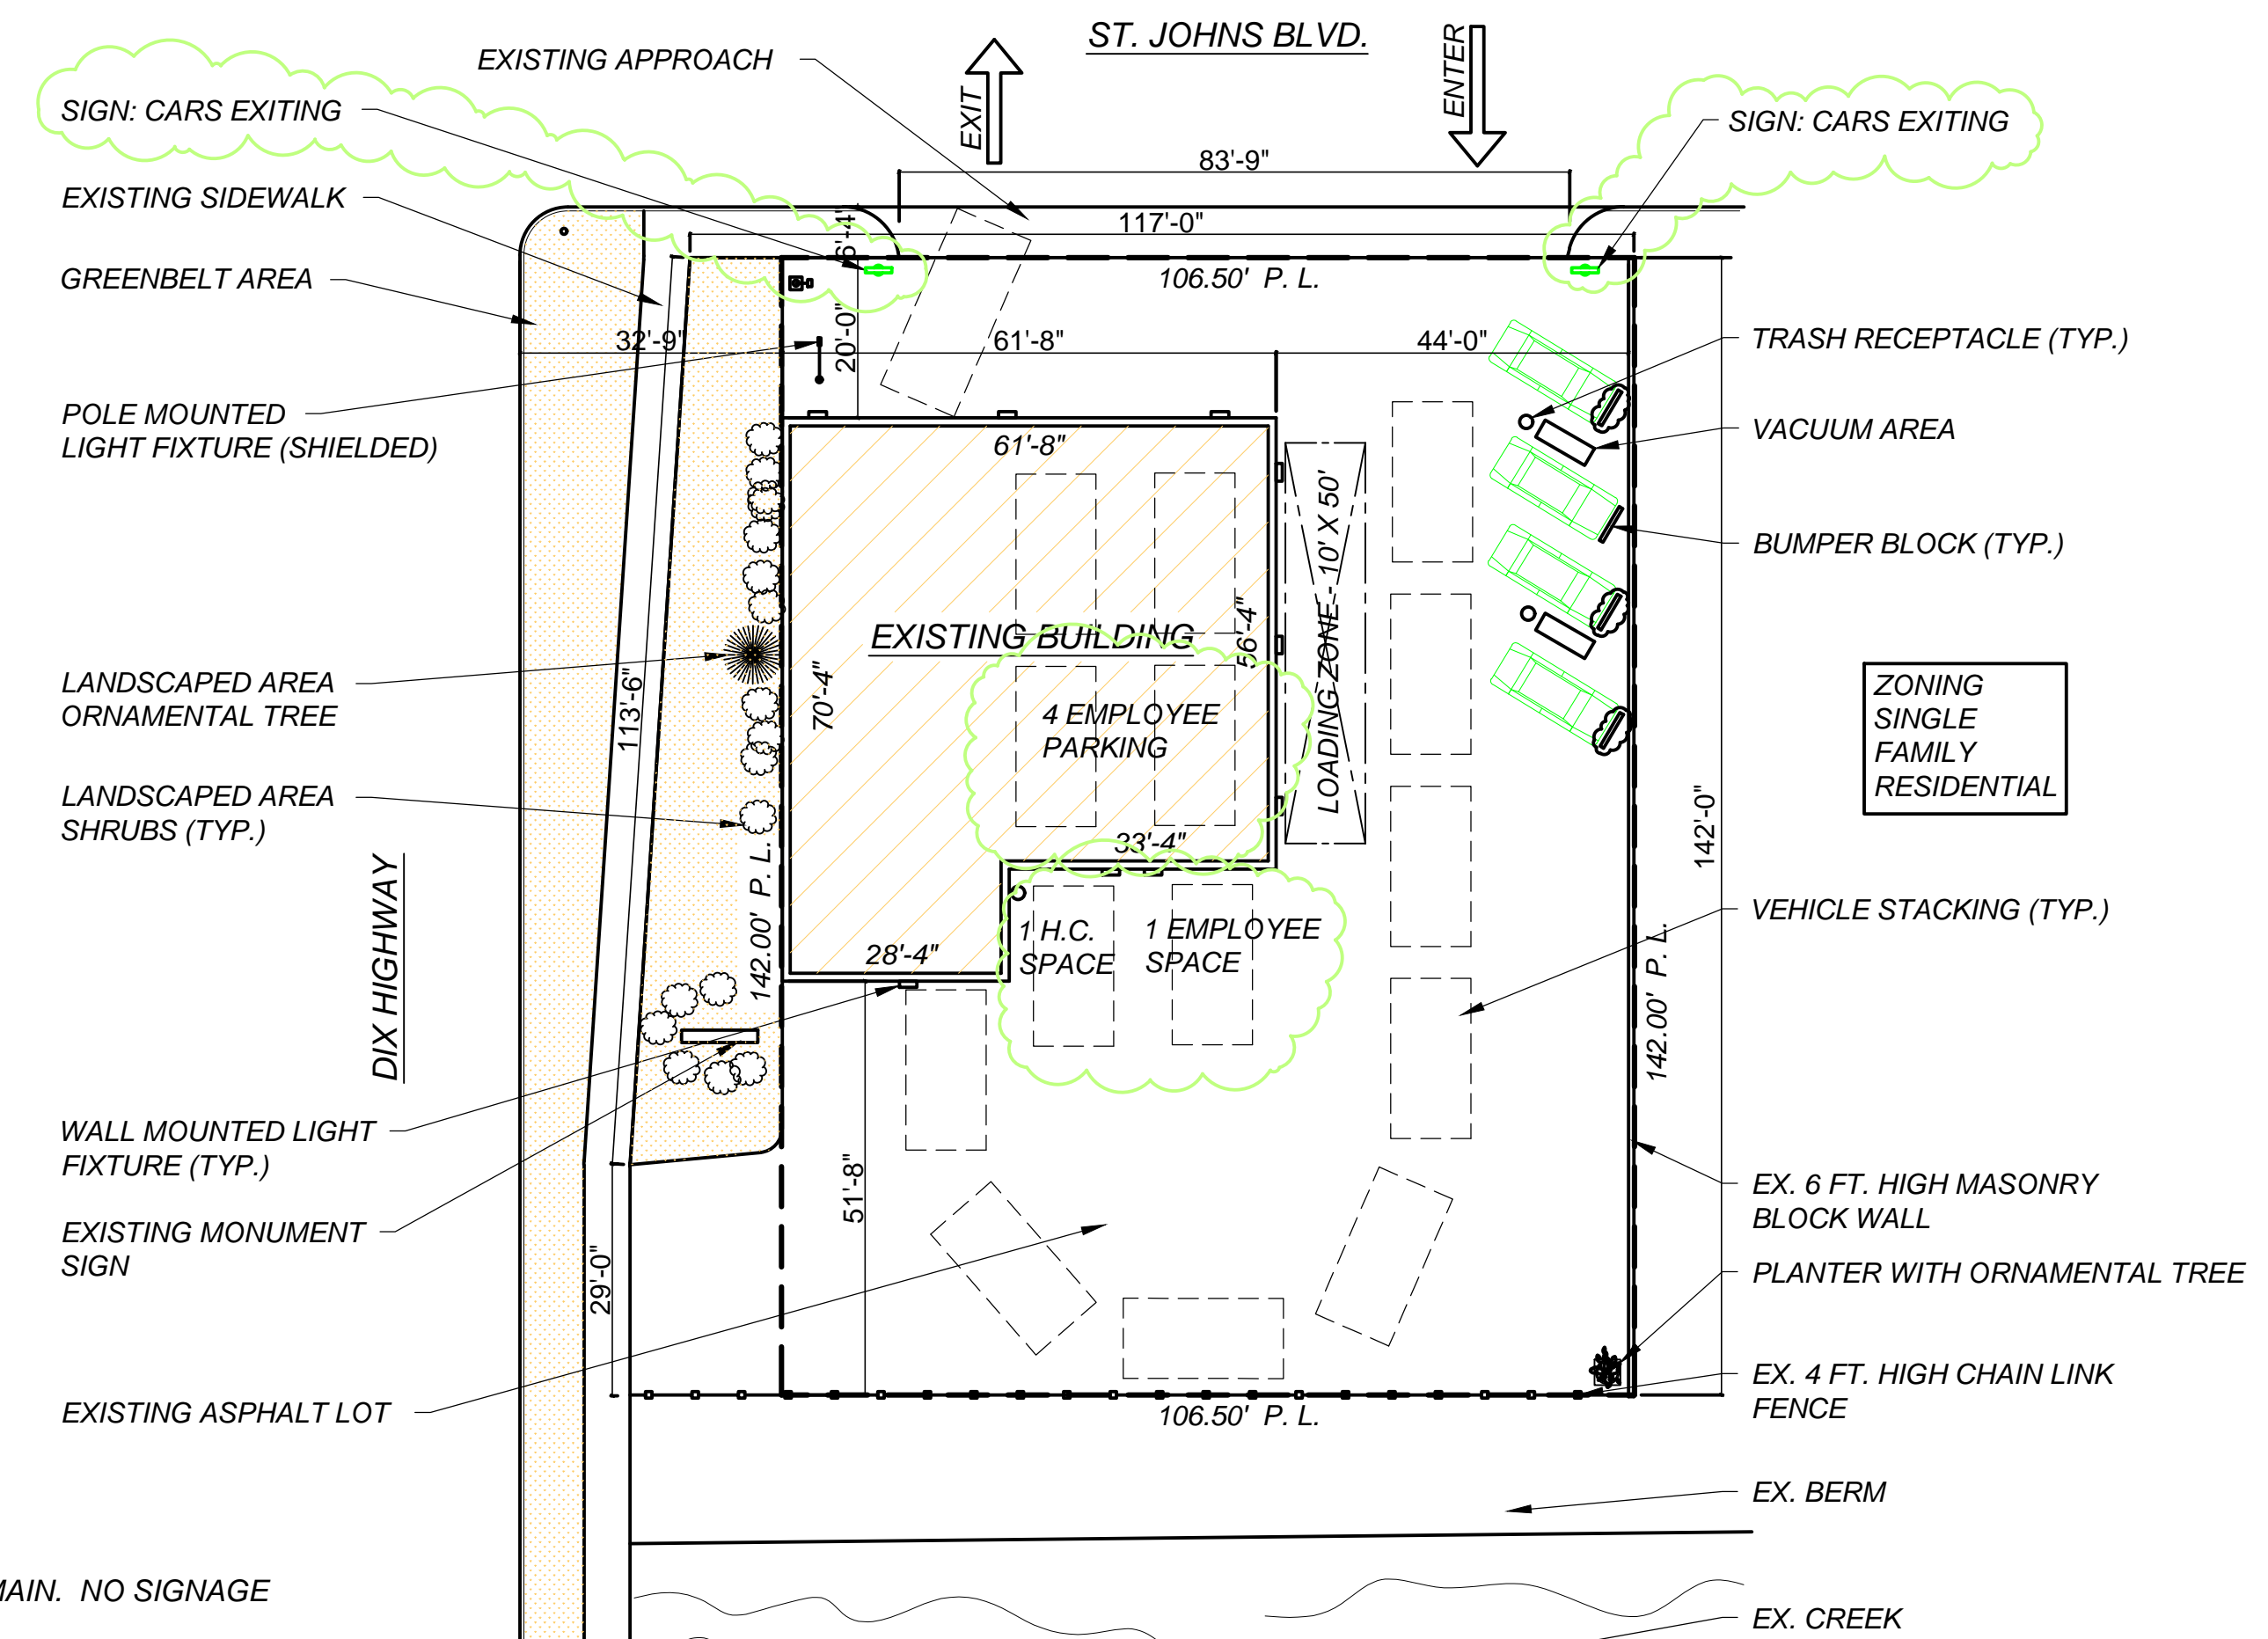 ST. JOHNS BLVD.
EXISTING APPROACH
EXIT
ENTER
SIGN: CARS EXITING
SIGN: CARS EXITING
83'-9"
EXISTING SIDEWALK
117'-0"
6'-4"
GREENBELT AREA
106.50' P. L.
20'-0"
32'-9"
61'-8"
44'-0"
TRASH RECEPTACLE (TYP.)
POLE MOUNTED
LIGHT FIXTURE (SHIELDED)
61'-8"
VACUUM AREA
LOADING ZONE - 10' X 50'
BUMPER BLOCK (TYP.)
EXISTING BUILDING
56'-4"
LANDSCAPED AREA
ORNAMENTAL TREE
113'-6"
70'-4"
4 EMPLOYEE
PARKING
ZONING
SINGLE
FAMILY
RESIDENTIAL
LANDSCAPED AREA
SHRUBS (TYP.)
33'-4"
142'-0"
DIX HIGHWAY
142.00' P. L.
28'-4"
1 H.C.
SPACE
1 EMPLOYEE
SPACE
VEHICLE STACKING (TYP.)
142.00' P. L.
WALL MOUNTED LIGHT
FIXTURE (TYP.)
51'-8"
EX. 6 FT. HIGH MASONRY
BLOCK WALL
EXISTING MONUMENT
SIGN
29'-0"
PLANTER WITH ORNAMENTAL TREE
EXISTING ASPHALT LOT
106.50' P. L.
EX. 4 FT. HIGH CHAIN LINK
FENCE
EX. BERM
MAIN. NO SIGNAGE
EX. CREEK